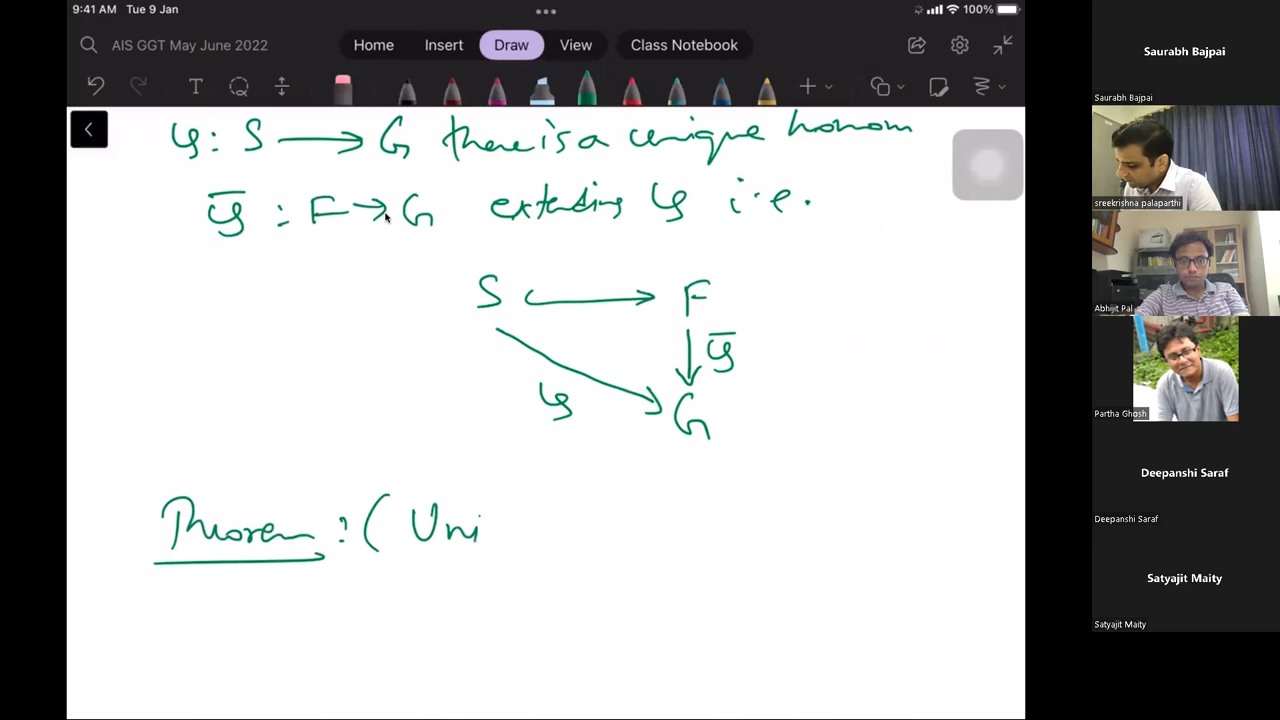 9:41 AM Tue 9 Jan
100%
AIS GGT May June 2022
Home Insert Draw View Class Notebook
φ: S ⟶ G there is a unique homom
φ̅ : F → G extending φ i.e.
S ↪ F
φ̅
φ
G
Theorem : ( Uni
Saurabh Bajpai
Saurabh Bajpai
sreekrishna palaparthi
Abhijit Pal
Partha Ghosh
Deepanshi Saraf
Deepanshi Saraf
Satyajit Maity
Satyajit Maity